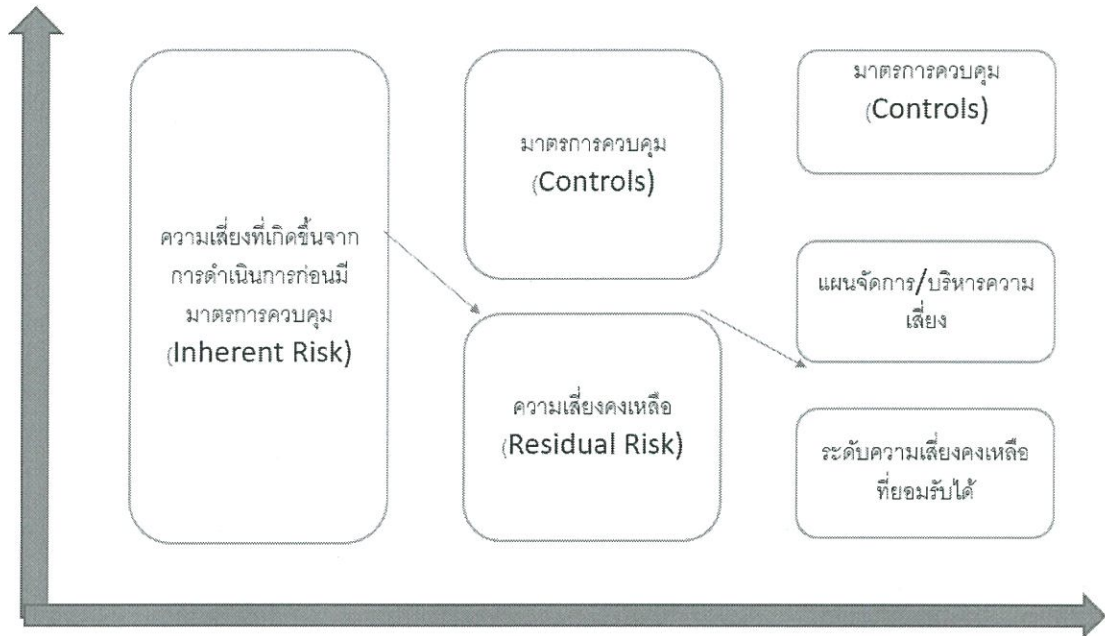 ความเสี่ยงที่เกิดขึ้นจาก
การดำเนินการก่อนมี
มาตรการควบคุม
(Inherent Risk)
มาตรการควบคุม
(Controls)
ความเสี่ยงคงเหลือ
(Residual Risk)
มาตรการควบคุม
(Controls)
แผนจัดการ/บริหารความ
เสี่ยง
ระดับความเสี่ยงคงเหลือ
ที่ยอมรับได้